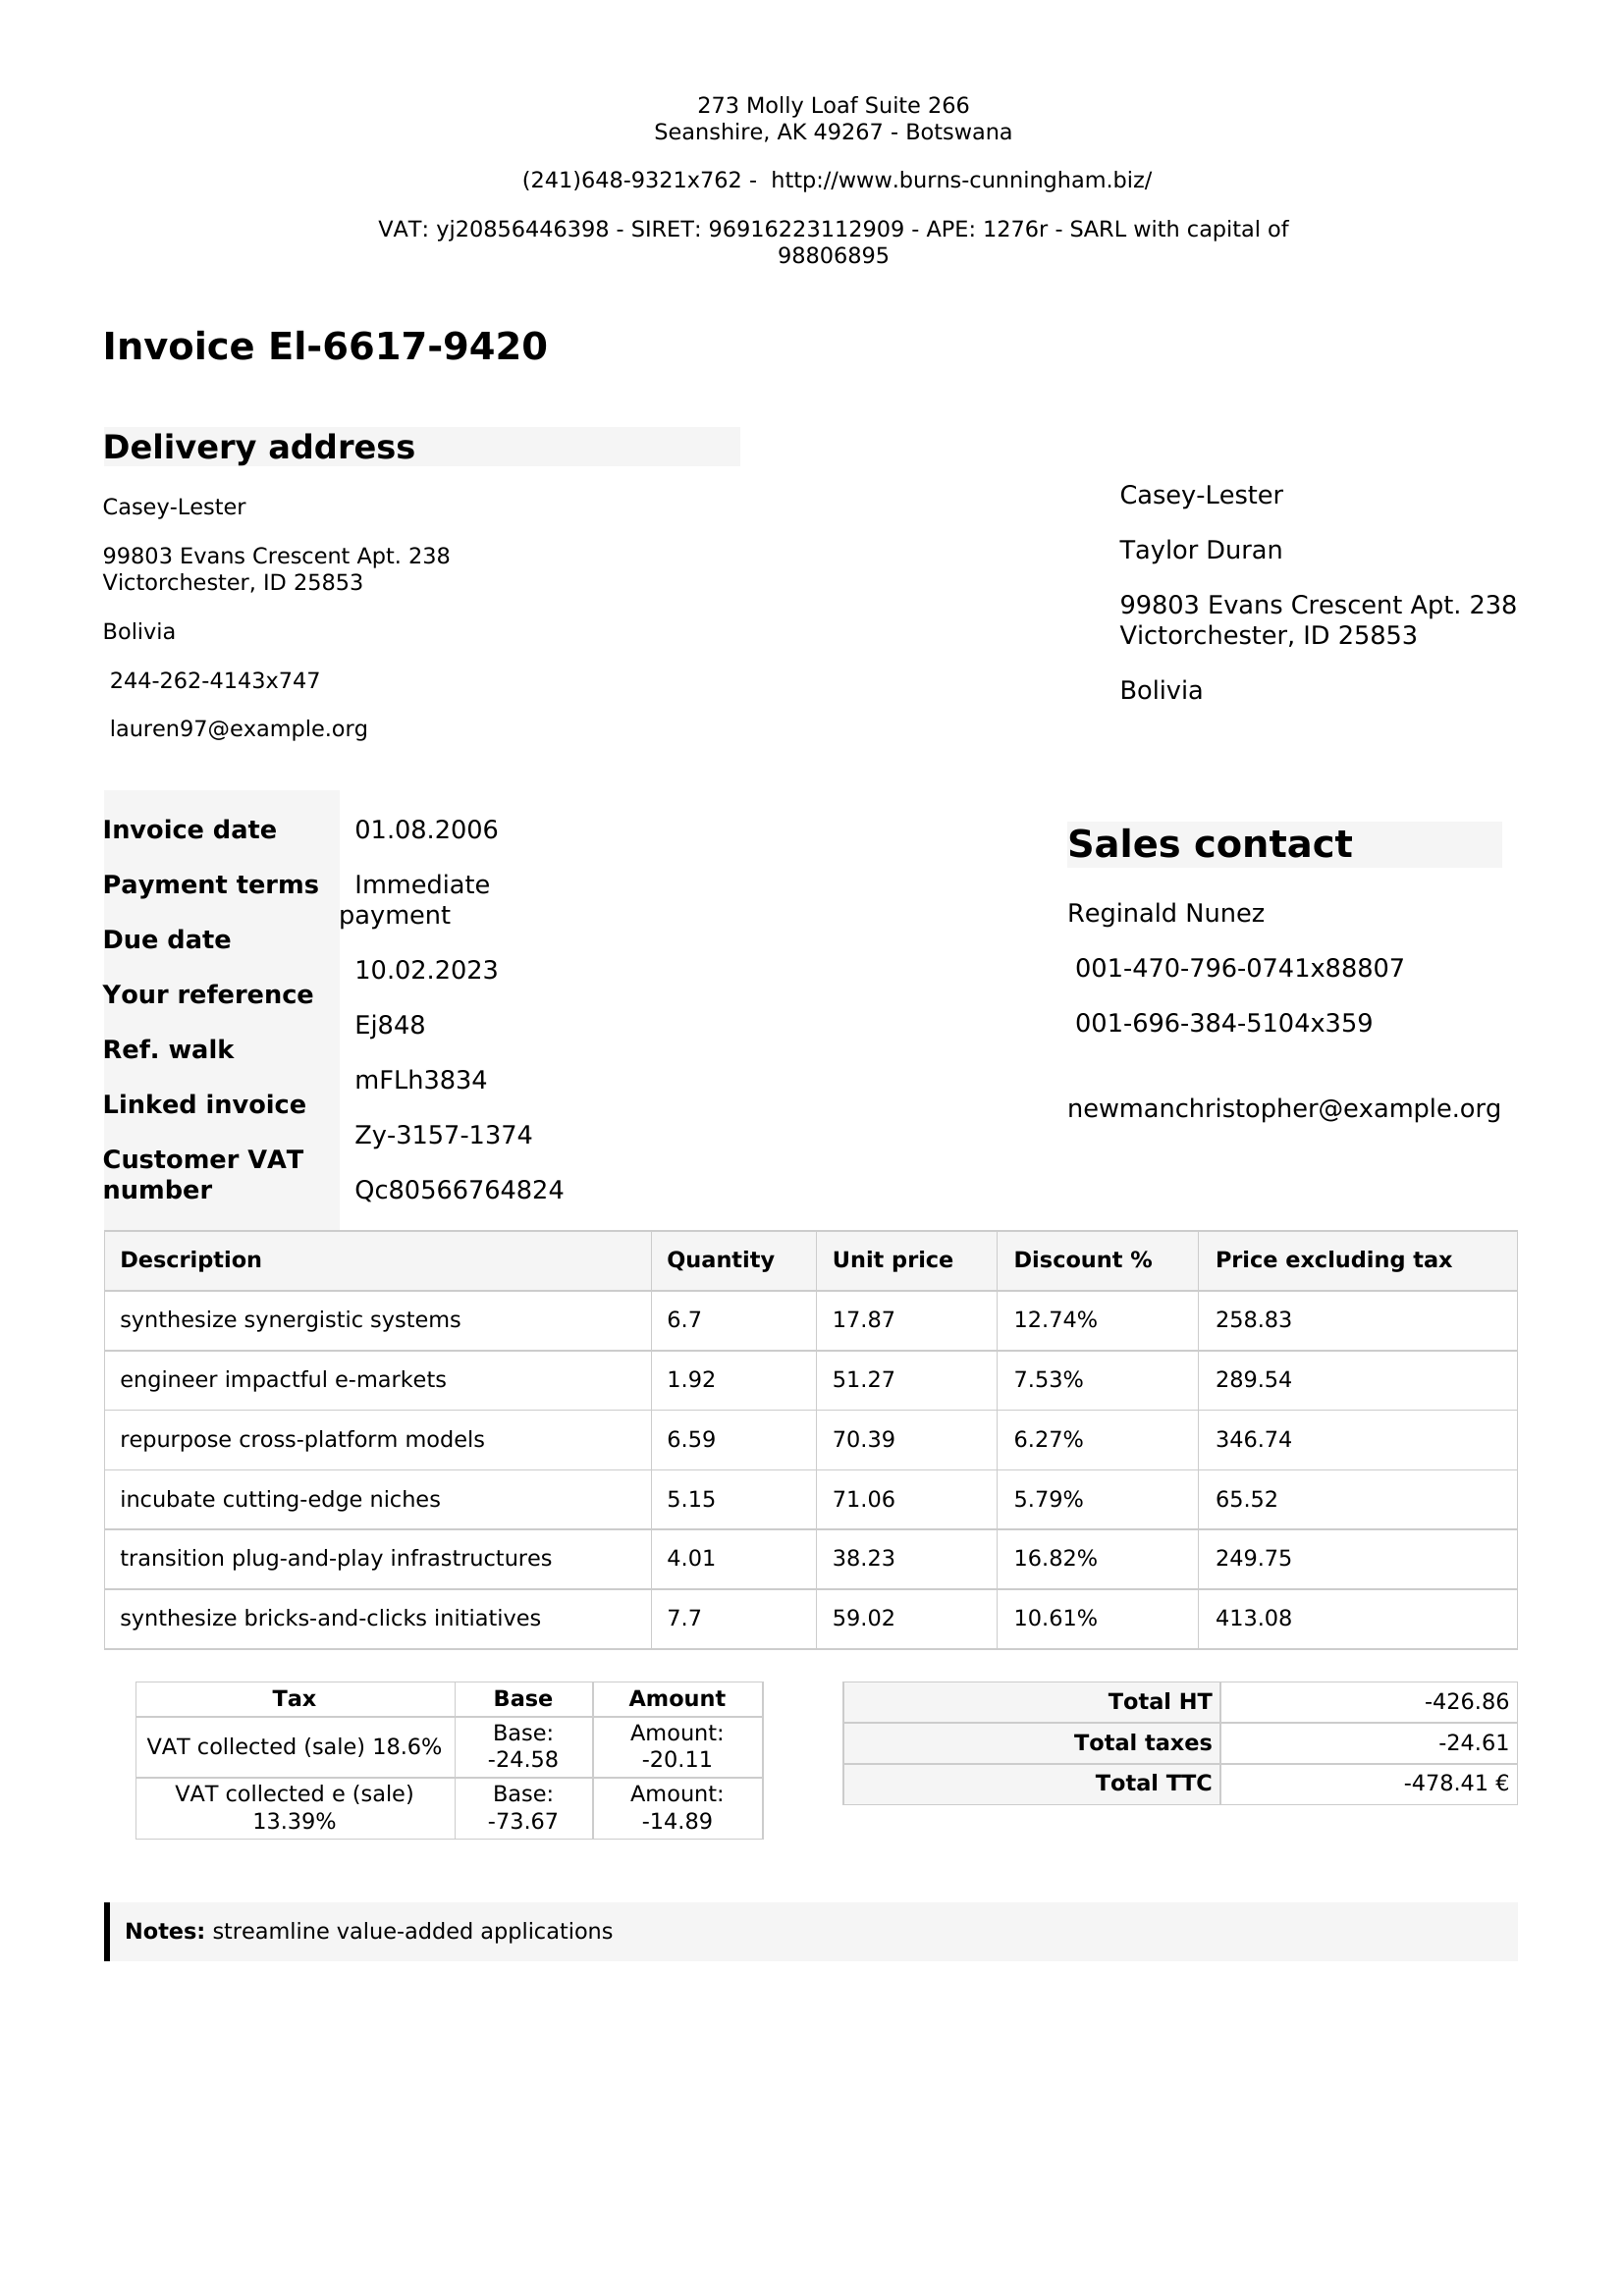 273 Molly Loaf Suite 266
Seanshire, AK 49267 - Botswana
(241)648-9321x762 -  http://www.burns-cunningham.biz/
VAT: yj20856446398 - SIRET: 96916223112909 - APE: 1276r - SARL with capital of
98806895
Invoice El-6617-9420
Delivery address
Casey-Lester
99803 Evans Crescent Apt. 238
Victorchester, ID 25853
Bolivia
244-262-4143x747
lauren97@example.org
Casey-Lester
Taylor Duran
99803 Evans Crescent Apt. 238
Victorchester, ID 25853
Bolivia
Invoice date
Payment terms
Due date
Your reference
Ref. walk
Linked invoice
Customer VAT
number
01.08.2006
Immediate
payment
10.02.2023
Ej848
mFLh3834
Zy-3157-1374
Qc80566764824
Sales contact
Reginald Nunez
001-470-796-0741x88807
001-696-384-5104x359
newmanchristopher@example.org
Description Quantity Unit price Discount % Price excluding tax
synthesize synergistic systems 6.7 17.87 12.74% 258.83
engineer impactful e-markets 1.92 51.27 7.53% 289.54
repurpose cross-platform models 6.59 70.39 6.27% 346.74
incubate cutting-edge niches 5.15 71.06 5.79% 65.52
transition plug-and-play infrastructures 4.01 38.23 16.82% 249.75
synthesize bricks-and-clicks initiatives 7.7 59.02 10.61% 413.08
Tax Base Amount
VAT collected (sale) 18.6% Base: -24.58 Amount: -20.11
VAT collected e (sale) 13.39% Base: -73.67 Amount: -14.89
Total HT -426.86
Total taxes -24.61
Total TTC -478.41 €
Notes: streamline value-added applications